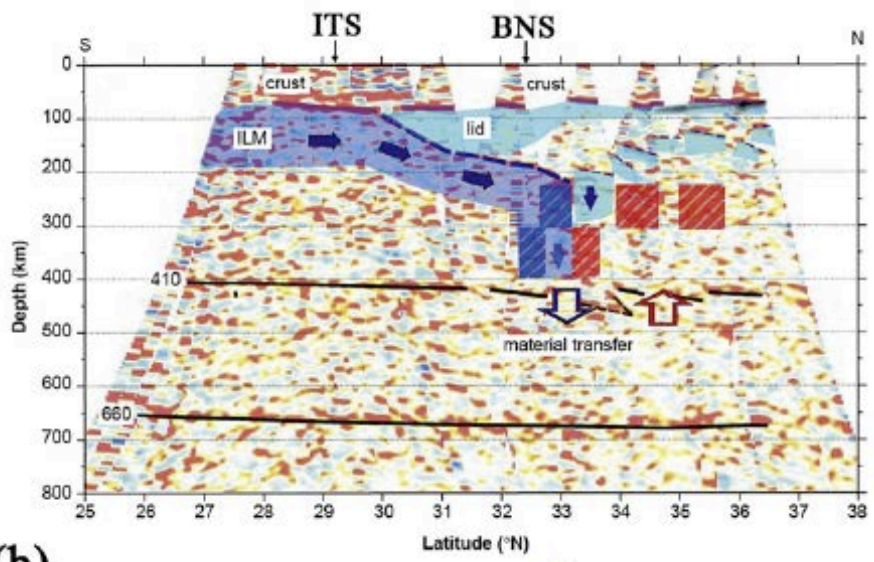 ITS BNS
S N
0
crust crust
100
ILM lid
200
300
400
410
500
material transfer
600
660
700
800
25 26 27 28 29 30 31 32 33 34 35 36 37 38
Depth (km)
Latitude (°N)
(b)